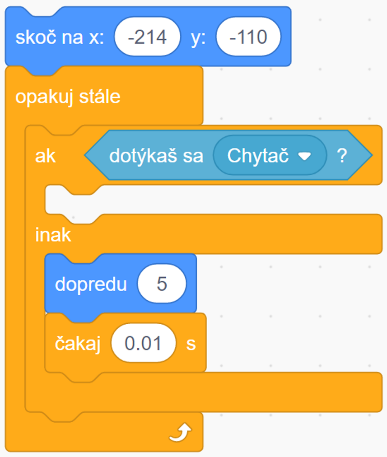 skoč na x: -214 y: -110
opakuj stále
ak dotýkaš sa Chytač ?
inak
dopredu 5
čakaj 0.01 s